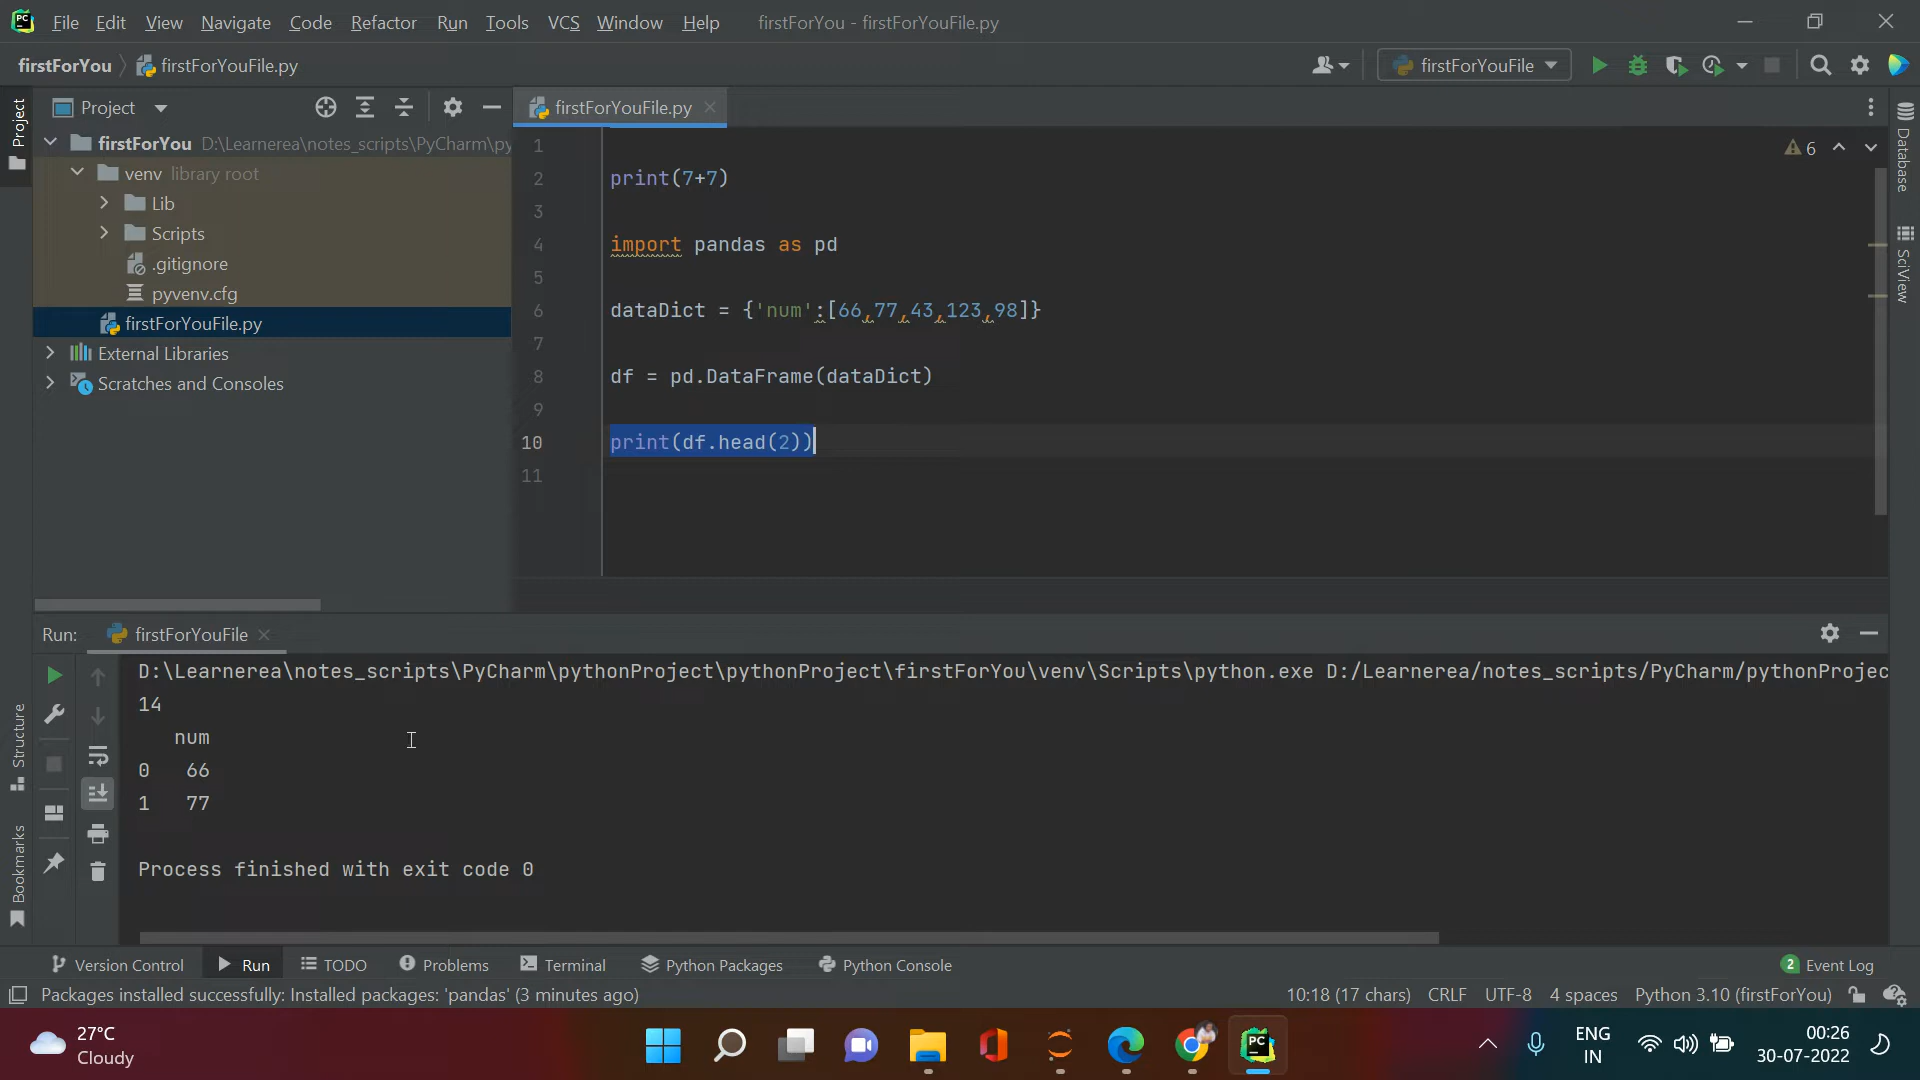 PC File Edit View Navigate Code Refactor Run Tools VCS Window Help firstForYou - firstForYouFile.py
firstForYou firstForYouFile.py firstForYouFile
Project
Project firstForYouFile.py
firstForYou D:\Learnerea\notes_scripts\PyCharm\py
venv library root
Lib
Scripts
.gitignore
pyvenv.cfg
firstForYouFile.py
External Libraries
Scratches and Consoles
1
2 print(7+7)
3
4 import pandas as pd
5
6 dataDict = {'num':[66,77,43,123,98]}
7
8 df = pd.DataFrame(dataDict)
9
10 print(df.head(2))
11
6
Database
SciView
Run: firstForYouFile
D:\Learnerea\notes_scripts\PyCharm\pythonProject\pythonProject\firstForYou\venv\Scripts\python.exe D:/Learnerea/notes_scripts/PyCharm/pythonProjec
14
num
0 66
1 77
Process finished with exit code 0
Structure
Bookmarks
Version Control Run TODO Problems Terminal Python Packages Python Console 2 Event Log
Packages installed successfully: Installed packages: 'pandas' (3 minutes ago) 10:18 (17 chars) CRLF UTF-8 4 spaces Python 3.10 (firstForYou)
27°C
Cloudy
PC
ENG
IN
00:26
30-07-2022